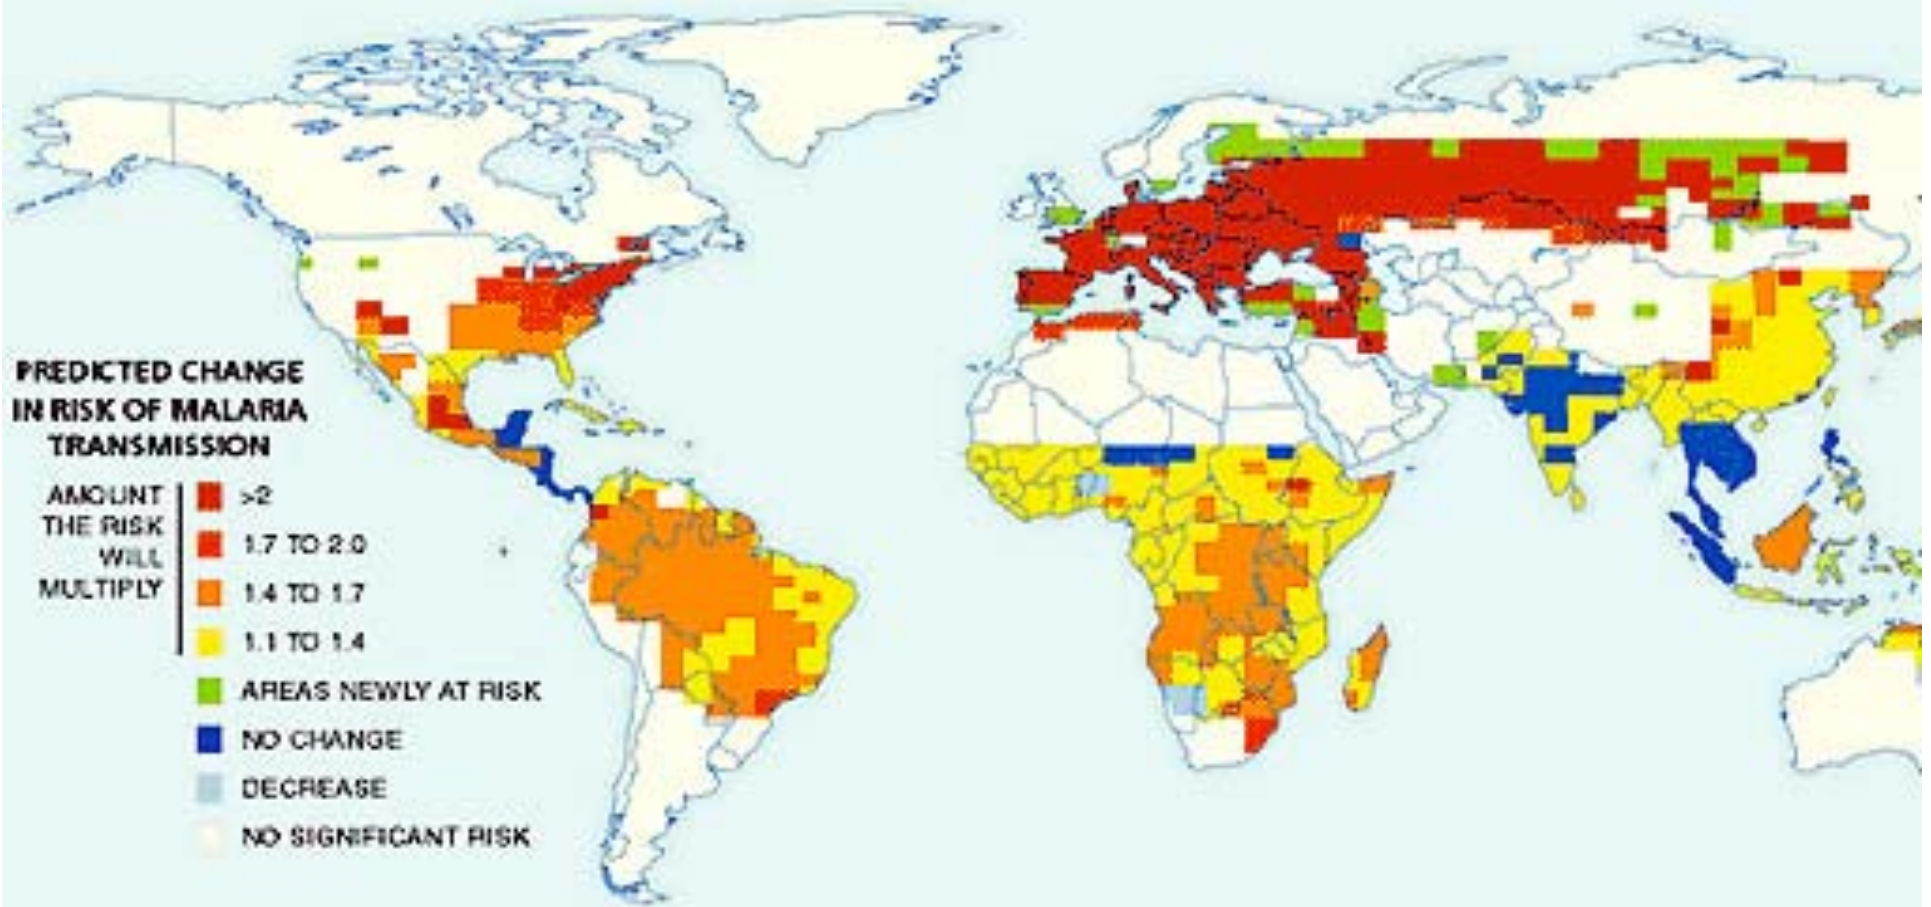 PREDICTED CHANGE
IN RISK OF MALARIA
TRANSMISSION
AMOUNT
THE RISK
WILL
MULTIPLY
>2
1.7 TO 2.0
1.4 TO 1.7
1.1 TO 1.4
AREAS NEWLY AT RISK
NO CHANGE
DECREASE
NO SIGNIFICANT RISK